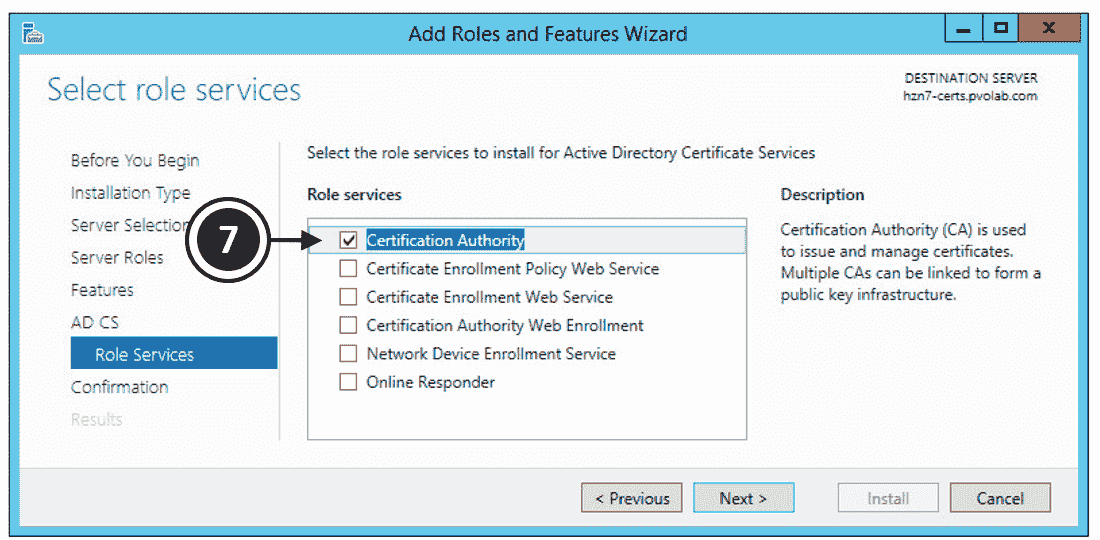 Add Roles and Features Wizard
Select role services
DESTINATION SERVER
hzn7-certs.pvolab.com
Before You Begin
Installation Type
Server Selection
Server Roles
Features
AD CS
Role Services
Confirmation
Results
7
Select the role services to install for Active Directory Certificate Services
Role services
Certification Authority
Certificate Enrollment Policy Web Service
Certificate Enrollment Web Service
Certification Authority Web Enrollment
Network Device Enrollment Service
Online Responder
Description
Certification Authority (CA) is used
to issue and manage certificates.
Multiple CAs can be linked to form a
public key infrastructure.
< Previous
Next >
Install
Cancel